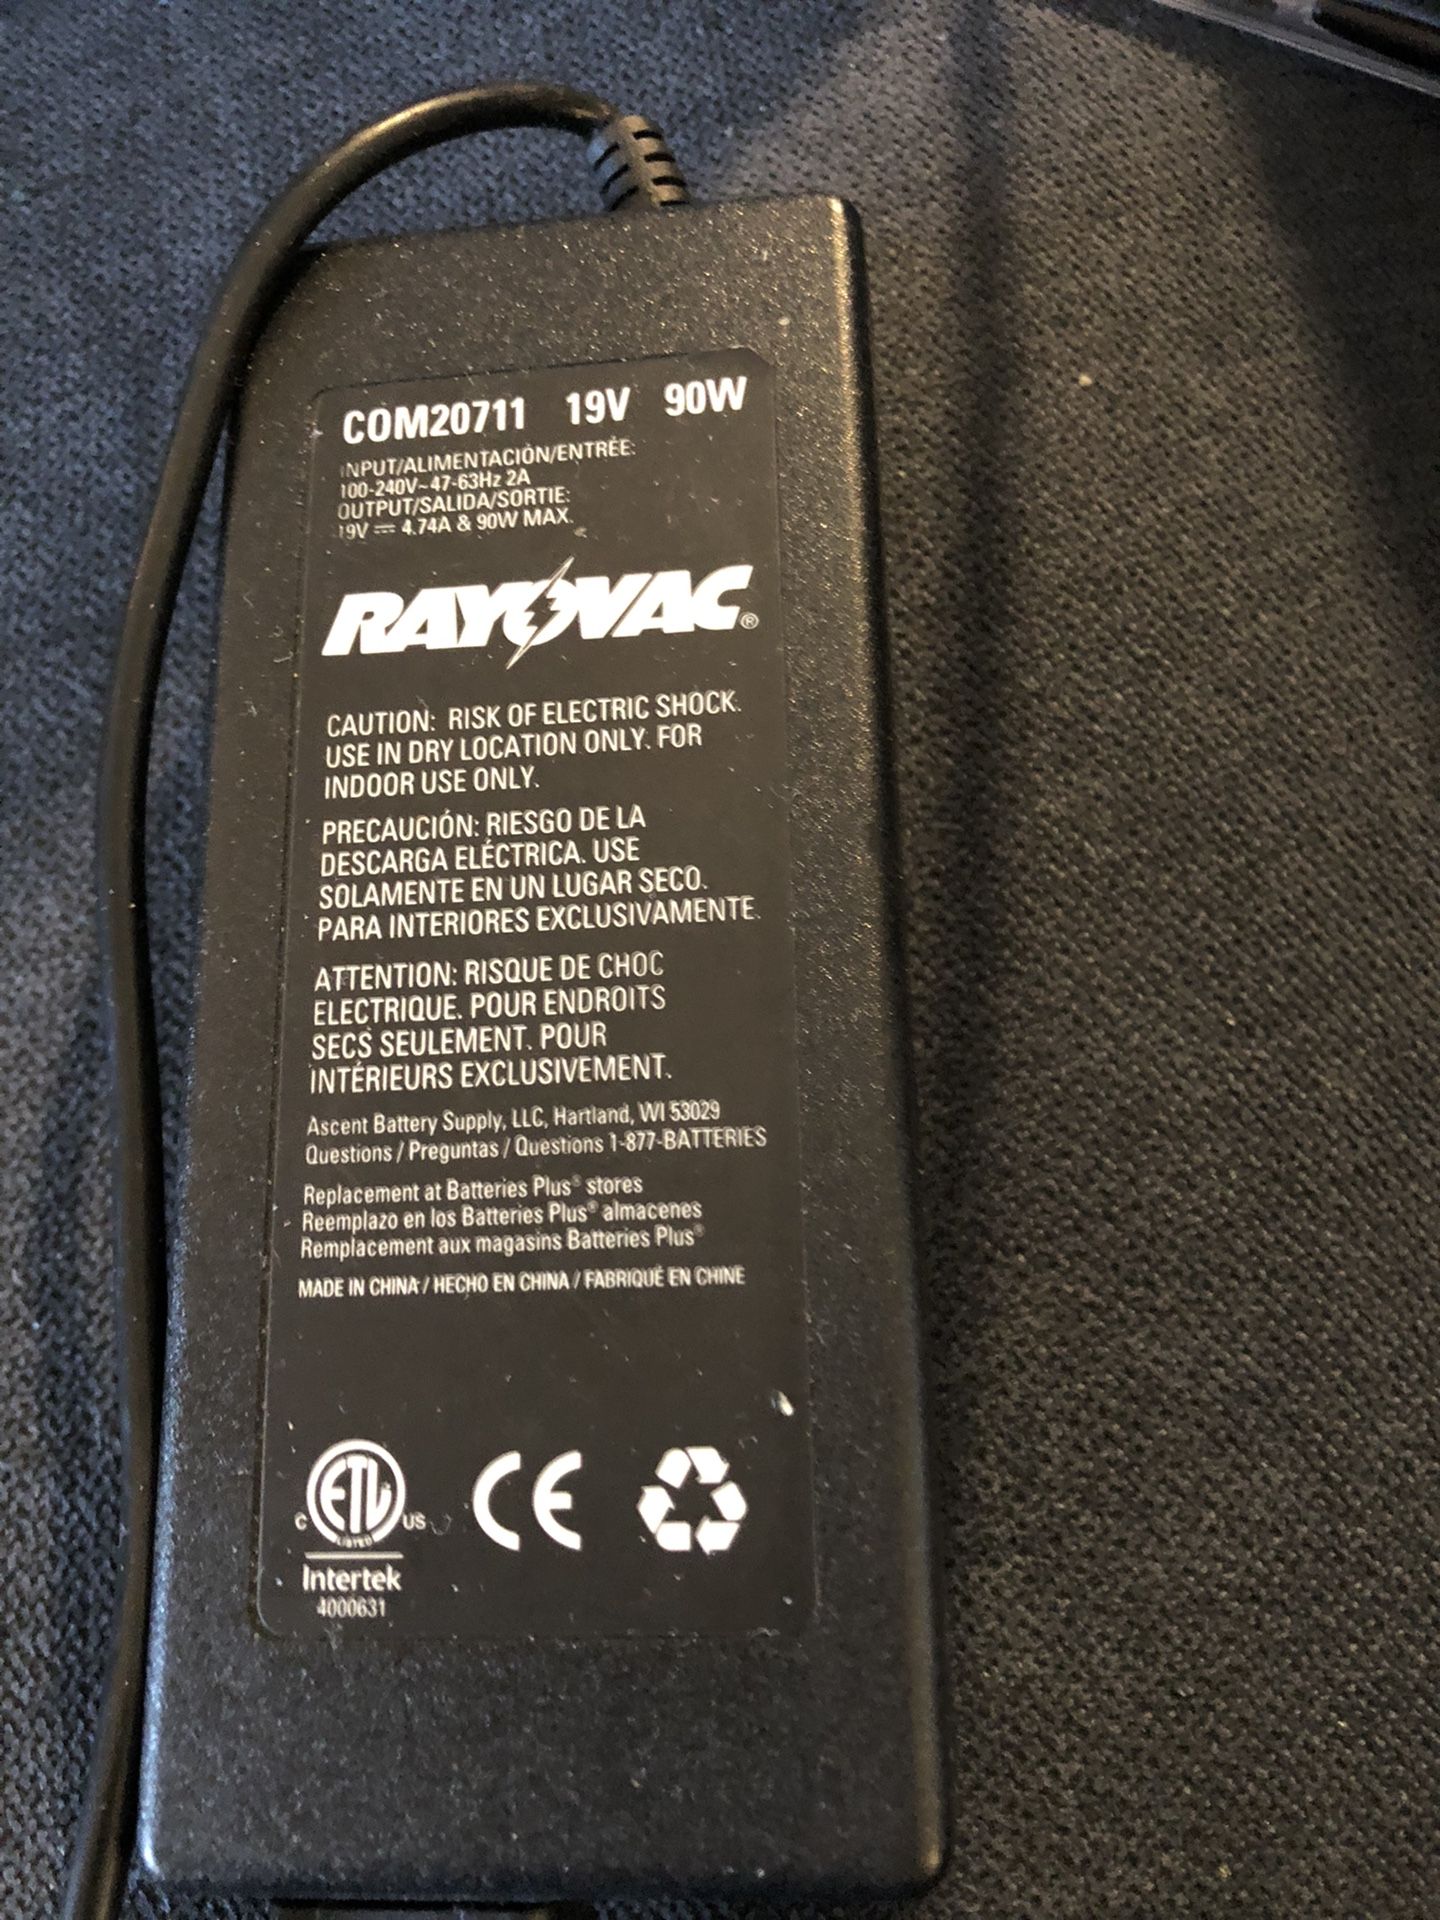 COM20711 19V 90W
INPUT/ALIMENTACIÓN/ENTRÉE:
100-240V~47-63Hz 2A
OUTPUT/SALIDA/SORTIE:
19V ⎓ 4.74A & 90W MAX.
RAYOVAC®
CAUTION: RISK OF ELECTRIC SHOCK.
USE IN DRY LOCATION ONLY. FOR
INDOOR USE ONLY.
PRECAUCIÓN: RIESGO DE LA
DESCARGA ELÉCTRICA. USE
SOLAMENTE EN UN LUGAR SECO.
PARA INTERIORES EXCLUSIVAMENTE.
ATTENTION: RISQUE DE CHOC
ELECTRIQUE. POUR ENDROITS
SECS SEULEMENT. POUR
INTÉRIEURS EXCLUSIVEMENT.
Ascent Battery Supply, LLC, Hartland, WI 53029
Questions / Preguntas / Questions 1-877-BATTERIES
Replacement at Batteries Plus® stores
Reemplazo en los Batteries Plus® almacenes
Remplacement aux magasins Batteries Plus®
MADE IN CHINA / HECHO EN CHINA / FABRIQUÉ EN CHINE
C ETL US CE
LISTED
Intertek
4000631